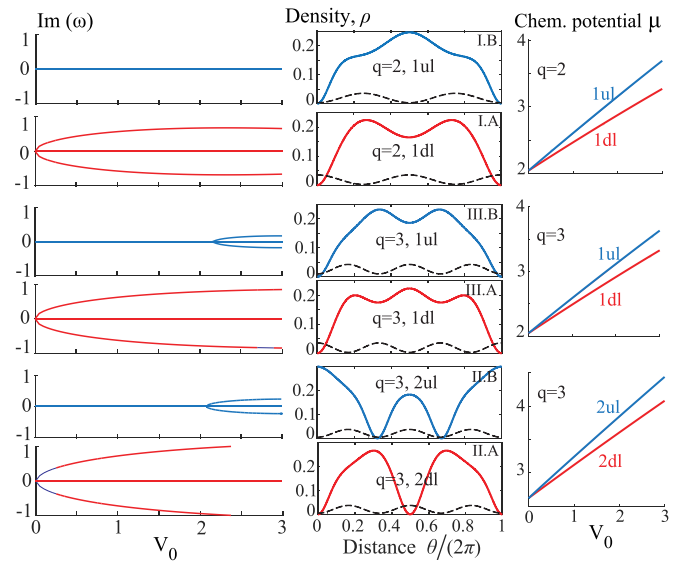 Im (ω)
Density, ρ
Chem. potential μ
1
0
-1
0.2
0.1
0
I.B
q=2, 1ul
4
3
2
q=2
1ul
1dl
1
0
-1
0.2
0.1
0
I.A
q=2, 1dl
1
0
-1
0.2
0.1
0
III.B
q=3, 1ul
4
3
2
q=3
1ul
1dl
1
0
-1
0.2
0.1
0
III.A
q=3, 1dl
1
0
-1
0.2
0.1
0
II.B
q=3, 2ul
4
3
q=3
2ul
2dl
1
0
-1
0.2
0.1
0
II.A
q=3, 2dl
0 1 2 3
0 0.2 0.4 0.6 0.8 1
0 1 2 3
V0
Distance θ/(2π)
V0